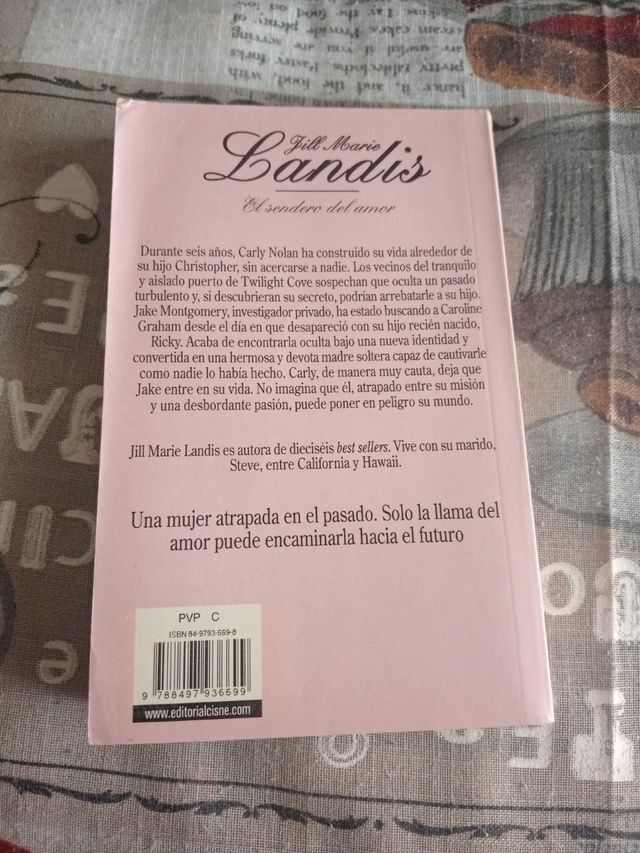 Jill Marie
Landis
El sendero del amor
Durante seis años, Carly Nolan ha construido su vida alrededor de
su hijo Christopher, sin acercarse a nadie. Los vecinos del tranquilo
y aislado puerto de Twilight Cove sospechan que oculta un pasado
turbulento y, si descubrieran su secreto, podrían arrebatarle a su hijo.
Jake Montgomery, investigador privado, ha estado buscando a Caroline
Graham desde el día en que desapareció con su hijo recién nacido,
Ricky. Acaba de encontrarla oculta bajo una nueva identidad y
convertida en una hermosa y devota madre soltera capaz de cautivarle
como nadie lo había hecho. Carly, de manera muy cauta, deja que
Jake entre en su vida. No imagina que él, atrapado entre su misión
y una desbordante pasión, puede poner en peligro su mundo.
Jill Marie Landis es autora de dieciséis best sellers. Vive con su marido,
Steve, entre California y Hawaii.
Una mujer atrapada en el pasado. Solo la llama del
amor puede encaminarla hacia el futuro
PVP C
ISBN 84-9793-669-8
9 788497 936699
www.editorialcisne.com